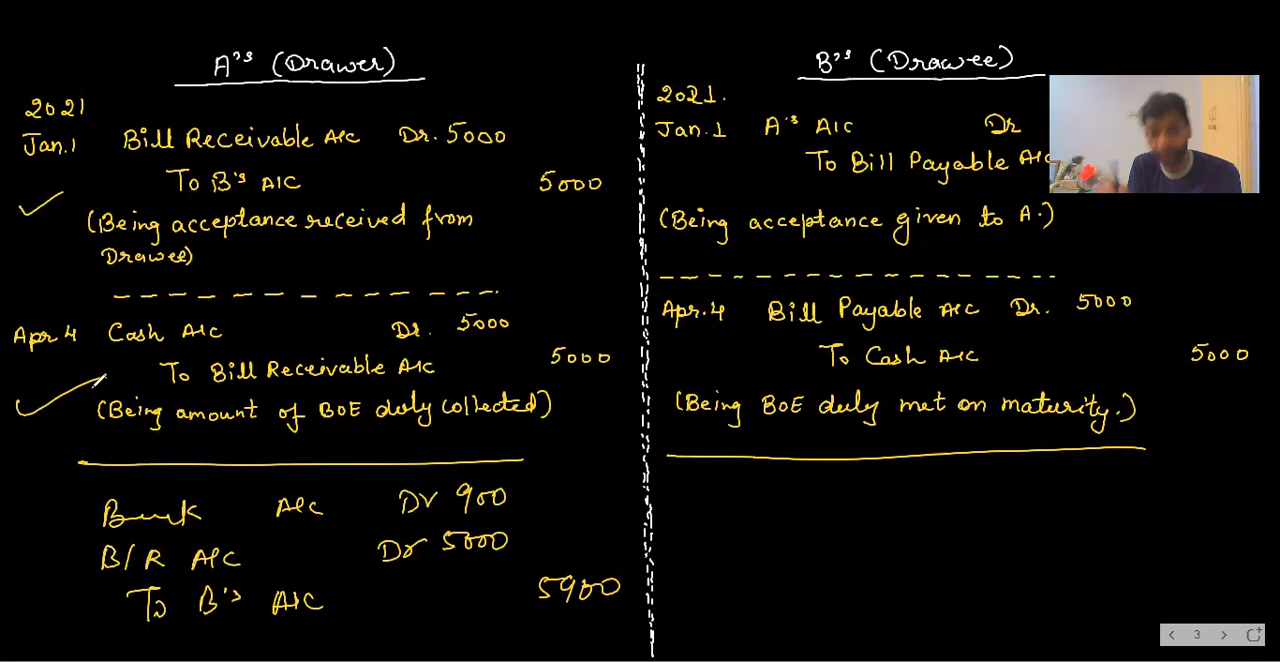 A's (Drawer)
2021
Jan.1 Bill Receivable A/C Dr. 5000
To B's A/C 5000
(Being acceptance received from
Drawee)
Apr 4 Cash A/C Dr. 5000
To Bill Receivable A/C 5000
(Being amount of BOE duly collected)
Bank A/C Dr 900
B/R A/C Dr 5000
To B's A/C 5900
B's (Drawee)
2021.
Jan.1 A's A/C Dr
To Bill Payable A/C
(Being acceptance given to A.)
Apr.4 Bill Payable A/C Dr. 5000
To Cash A/C 5000
(Being BOE duly met on maturity.)
3